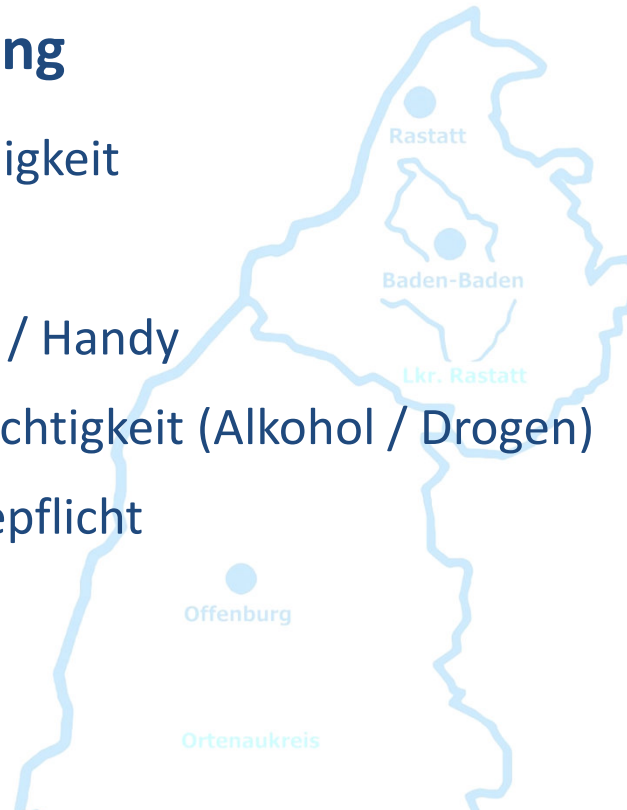 ng
igkeit
/ Handy
chtigkeit (Alkohol / Drogen)
epflicht
Rastatt
Baden-Baden
Lkr. Rastatt
Offenburg
Ortenaukreis